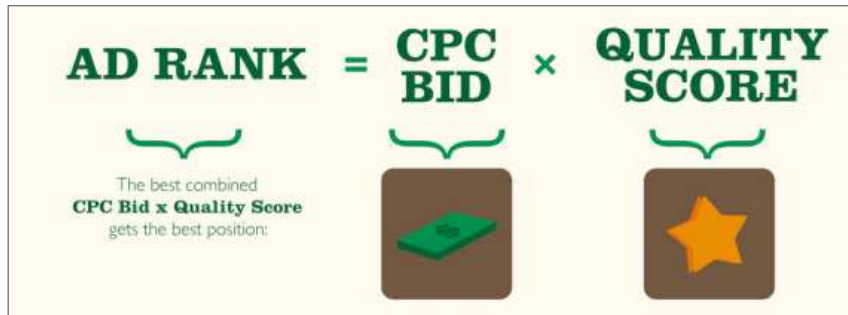 AD RANK = CPC BID × QUALITY SCORE
The best combined
CPC Bid x Quality Score
gets the best position:
$